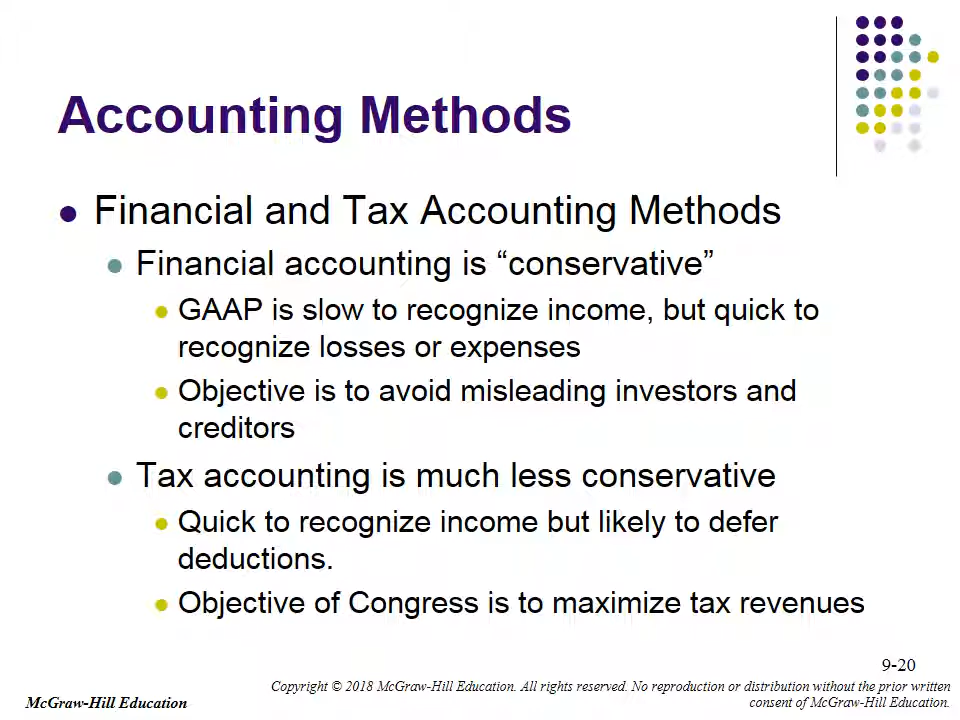 Accounting Methods
Financial and Tax Accounting Methods
Financial accounting is “conservative”
GAAP is slow to recognize income, but quick to
recognize losses or expenses
Objective is to avoid misleading investors and
creditors
Tax accounting is much less conservative
Quick to recognize income but likely to defer
deductions.
Objective of Congress is to maximize tax revenues
9-20
Copyright © 2018 McGraw-Hill Education. All rights reserved. No reproduction or distribution without the prior written
consent of McGraw-Hill Education.
McGraw-Hill Education